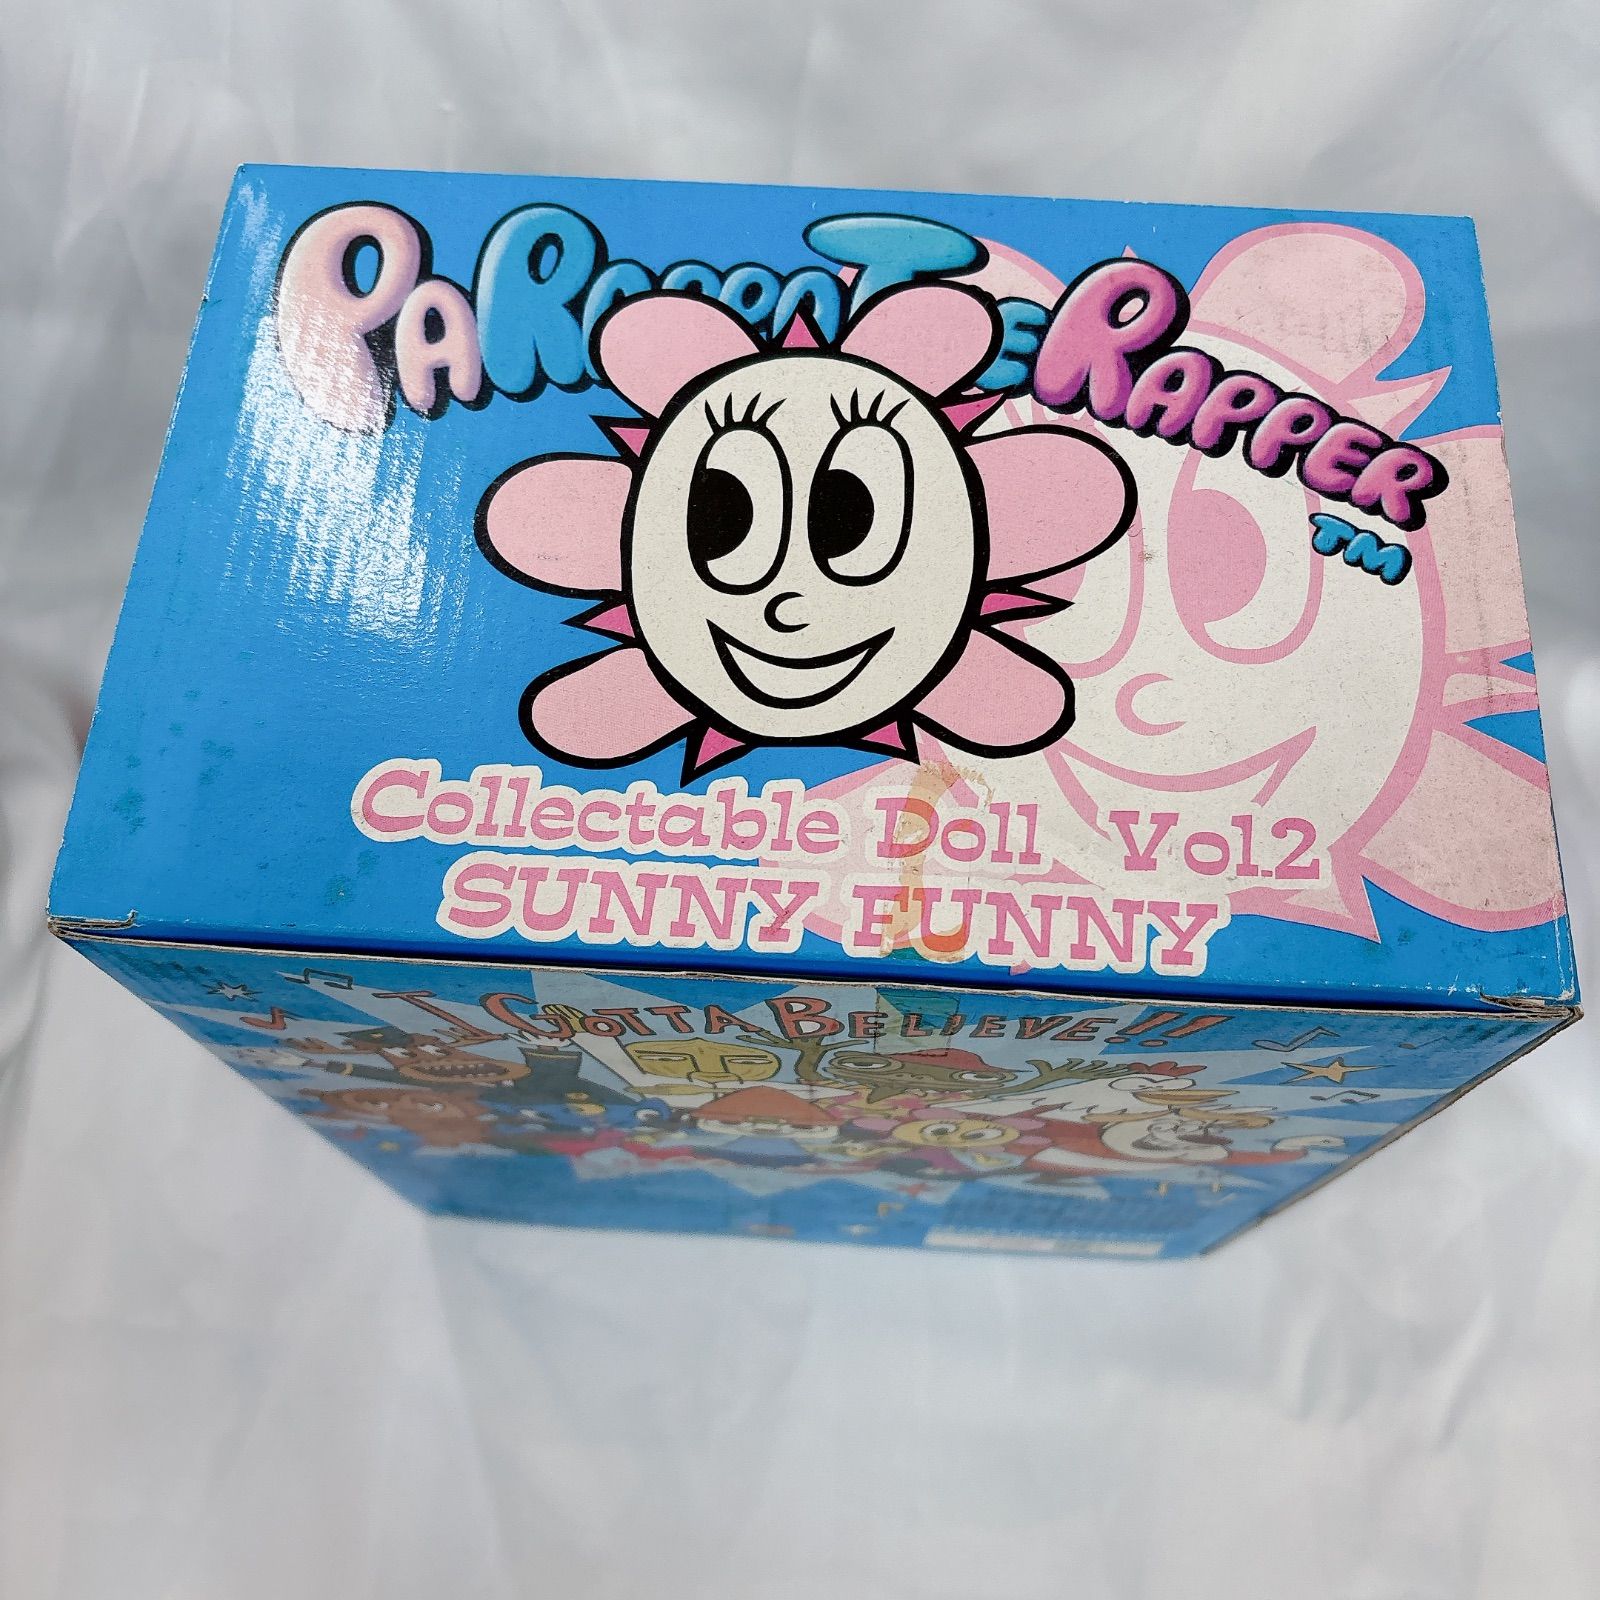 PARAPPA THE RAPPER TM
Collectable Doll Vol.2
SUNNY FUNNY
I GOTTA BELIEVE!!